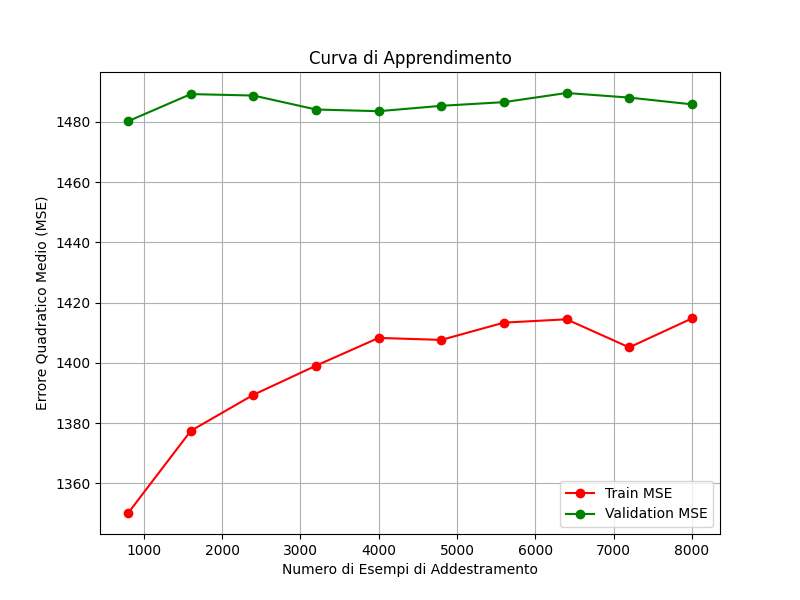 Curva di Apprendimento
Errore Quadratico Medio (MSE)
1480
1460
1440
1420
1400
1380
1360
1000 2000 3000 4000 5000 6000 7000 8000
Numero di Esempi di Addestramento
Train MSE
Validation MSE